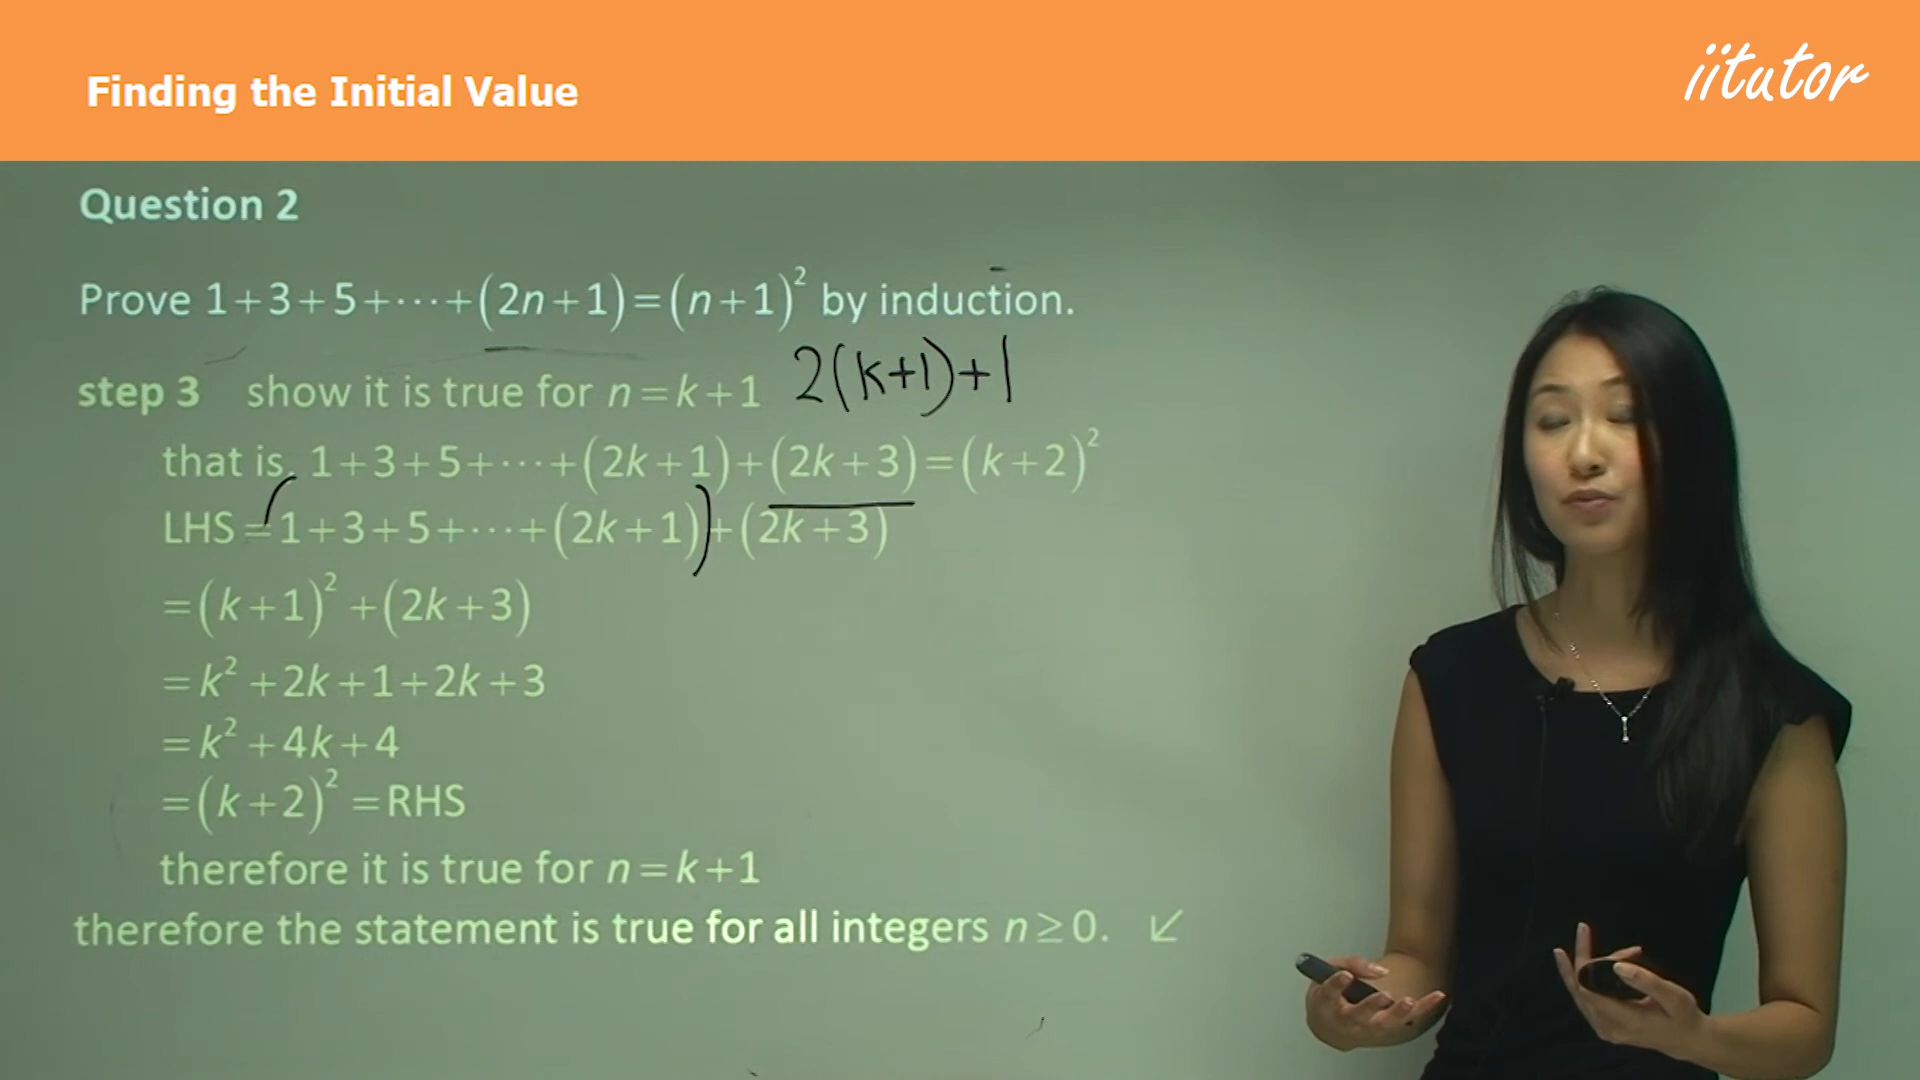 Finding the Initial Value
iitutor
Question 2
Prove 1+3+5+⋯+(2n+1)=(n+1)² by induction.
step 3 show it is true for n=k+1 2(k+1)+1
that is, 1+3+5+⋯+(2k+1)+(2k+3)=(k+2)²
LHS=(1+3+5+⋯+(2k+1))+(2k+3)
=(k+1)²+(2k+3)
=k²+2k+1+2k+3
=k²+4k+4
=(k+2)²=RHS
therefore it is true for n=k+1
therefore the statement is true for all integers n≥0. ↙